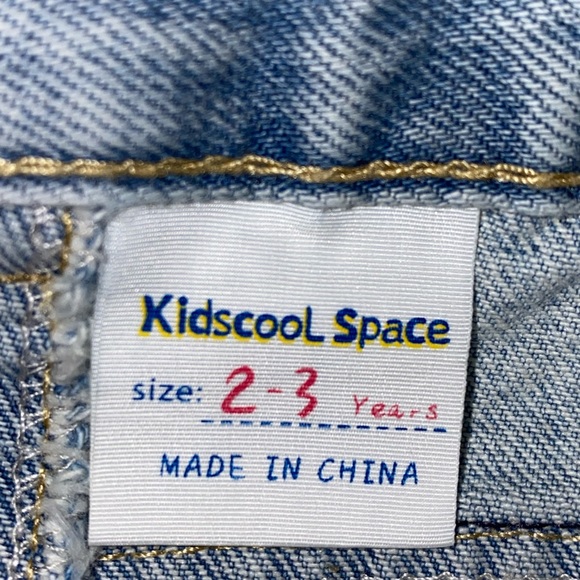 Kidscool Space
size: 2-3 Years
MADE IN CHINA